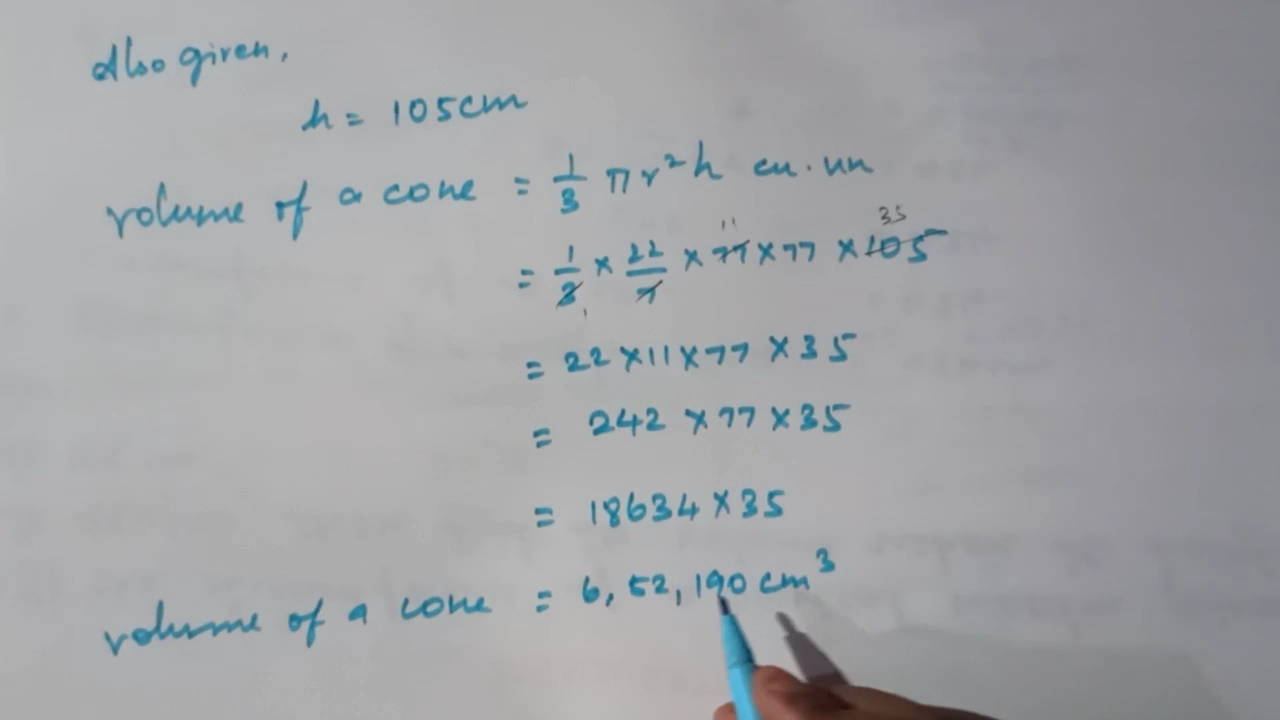 Also given,
h = 105cm
volume of a cone = 1/3 πr²h cu. un
= 1/3 × 22/7 × 77 × 77 × 105 11 35 1
= 22 × 11 × 77 × 35
= 242 × 77 × 35
= 18634 × 35
volume of a cone = 6,52,190 cm³